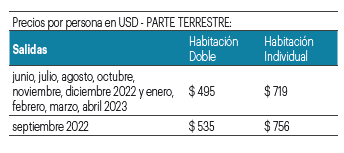 Precios por persona en USD - PARTE TERRESTRE:
Salidas Habitación Doble Habitación Individual
junio, julio, agosto, octubre,
noviembre, diciembre 2022 y enero, $ 495 $ 719
febrero, marzo, abril 2023
septiembre 2022 $ 535 $ 756